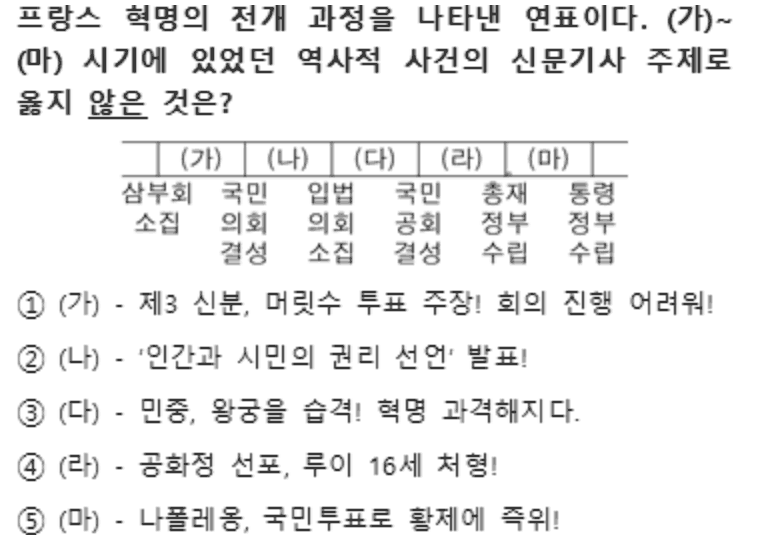 프랑스 혁명의 전개 과정을 나타낸 연표이다. (가)~
(마) 시기에 있었던 역사적 사건의 신문기사 주제로
옳지 않은 것은?
(가) (나) (다) (라) (마)
삼부회 국민 입법 국민 총재 통령
소집 의회 의회 공회 정부 정부
결성 소집 결성 수립 수립
① (가) - 제3 신분, 머릿수 투표 주장! 회의 진행 어려워!
② (나) - '인간과 시민의 권리 선언' 발표!
③ (다) - 민중, 왕궁을 습격! 혁명 과격해지다.
④ (라) - 공화정 선포, 루이 16세 처형!
⑤ (마) - 나폴레옹, 국민투표로 황제에 즉위!